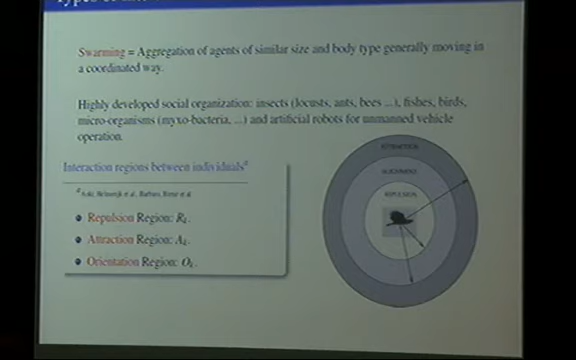 Types of
Swarming = Aggregation of agents of similar size and body type generally moving in
a coordinated way.
Highly developed social organization: insects (locusts, ants, bees ...), fishes, birds,
micro-organisms (myxo-bacteria, ...) and artificial robots for unmanned vehicle
operation.
Interaction regions between individuals
Repulsion Region: Rk.
Attraction Region: Ak.
Orientation Region: Ok.
ATTRACTION
ALIGNMENT
REPULSION